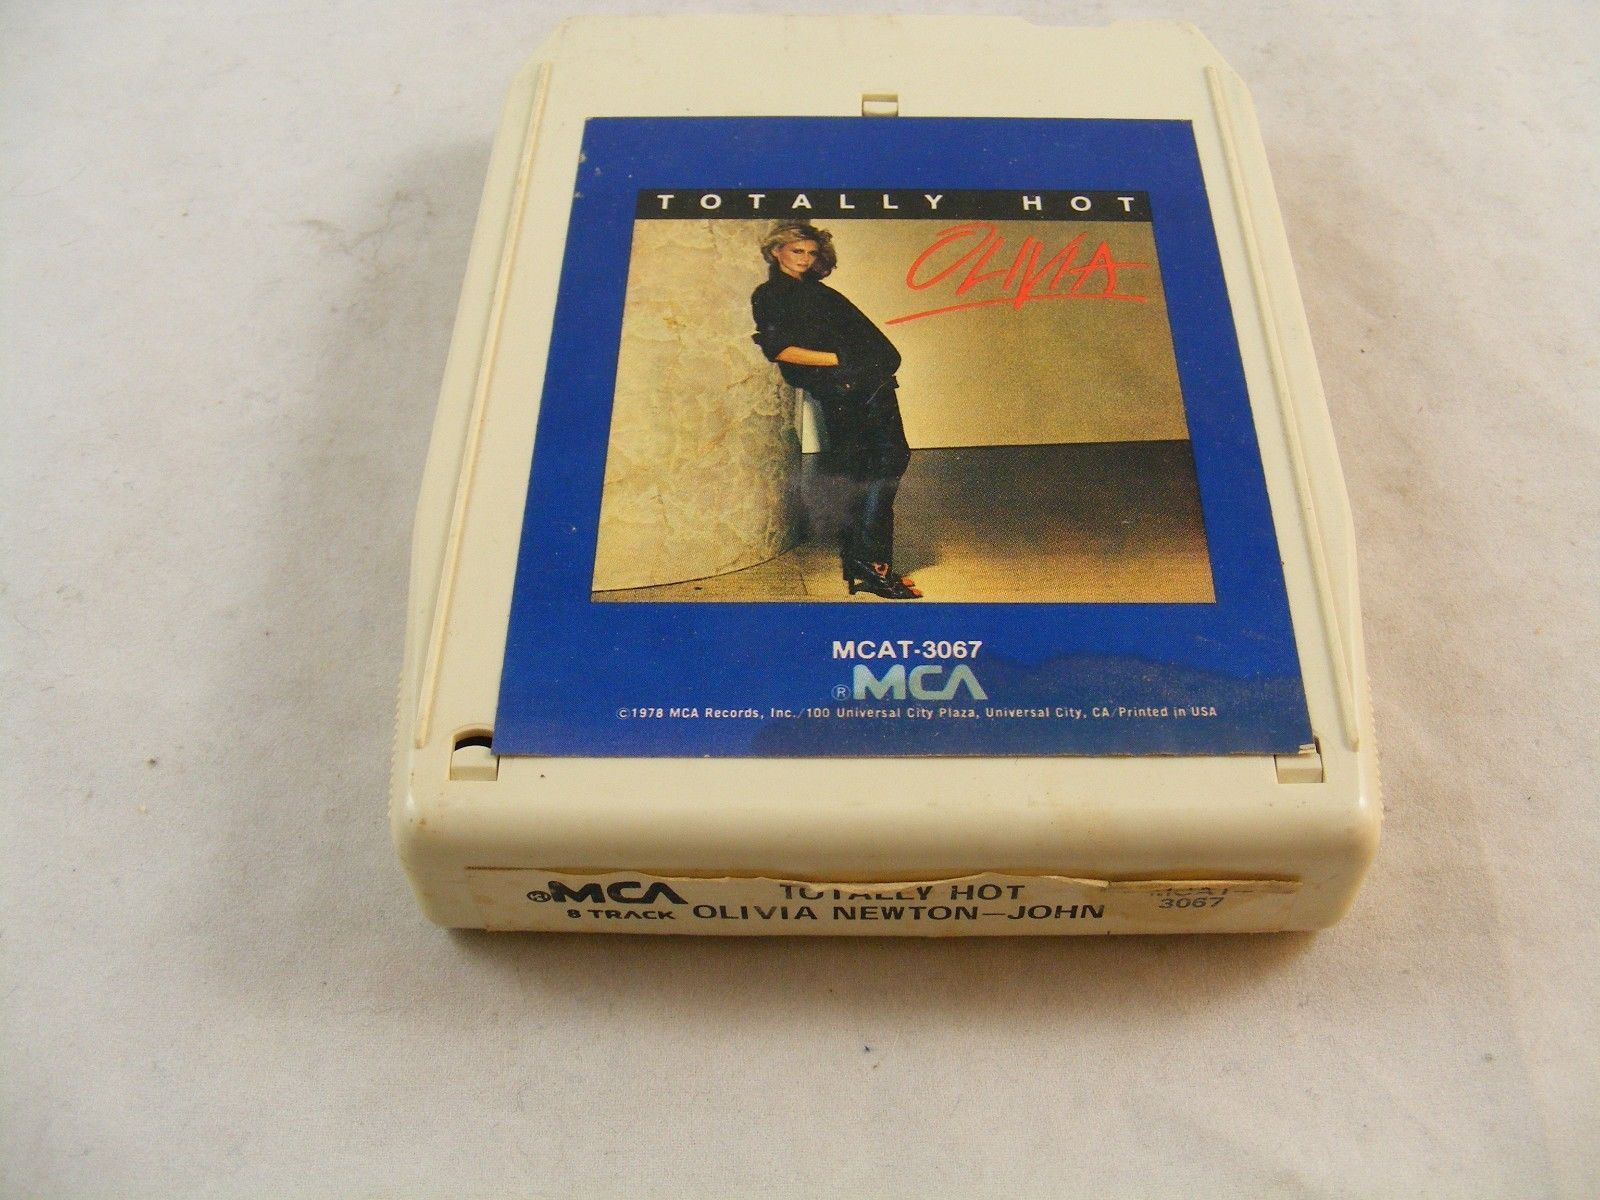 TOTALLY HOT
OLIVIA
MCAT-3067
® MCA
©1978 MCA Records, Inc./100 Universal City Plaza, Universal City, CA/Printed in USA
® MCA TOTALLY HOT MCAT-
8 TRACK OLIVIA NEWTON-JOHN 3067